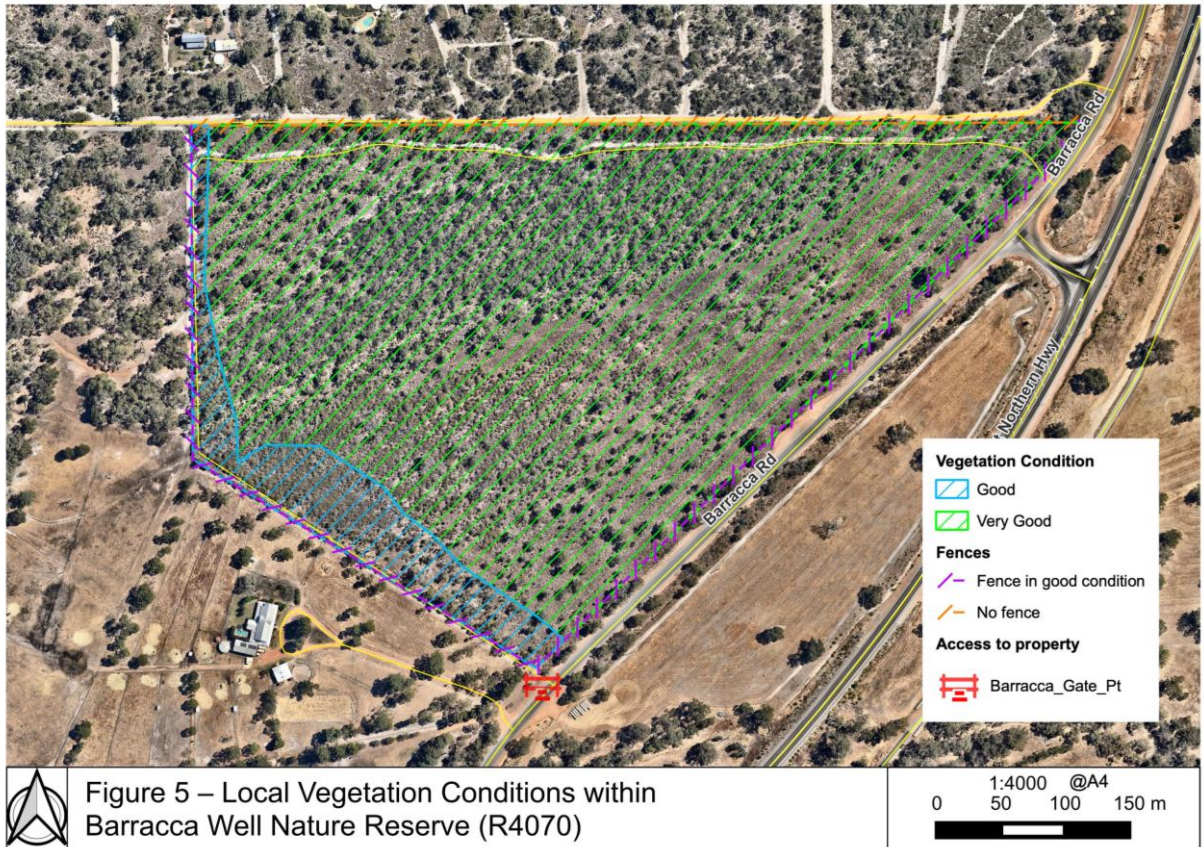 Barracca Rd
Barracca Rd
Northern Hwy
Vegetation Condition
Good
Very Good
Fences
Fence in good condition
No fence
Access to property
Barracca_Gate_Pt
Figure 5 – Local Vegetation Conditions within
Barracca Well Nature Reserve (R4070)
1:4000 @A4
0 50 100 150 m